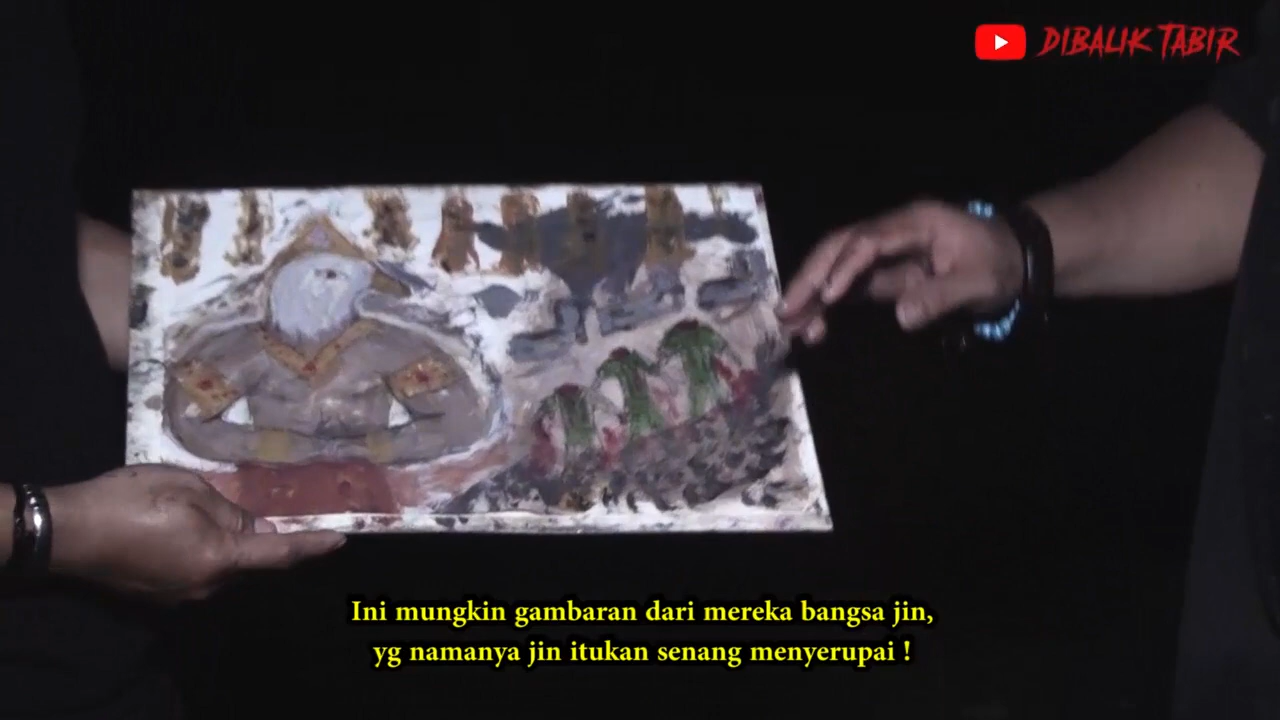 DIBALIK TABIR
Ini mungkin gambaran dari mereka bangsa jin,
yg namanya jin itukan senang menyerupai !